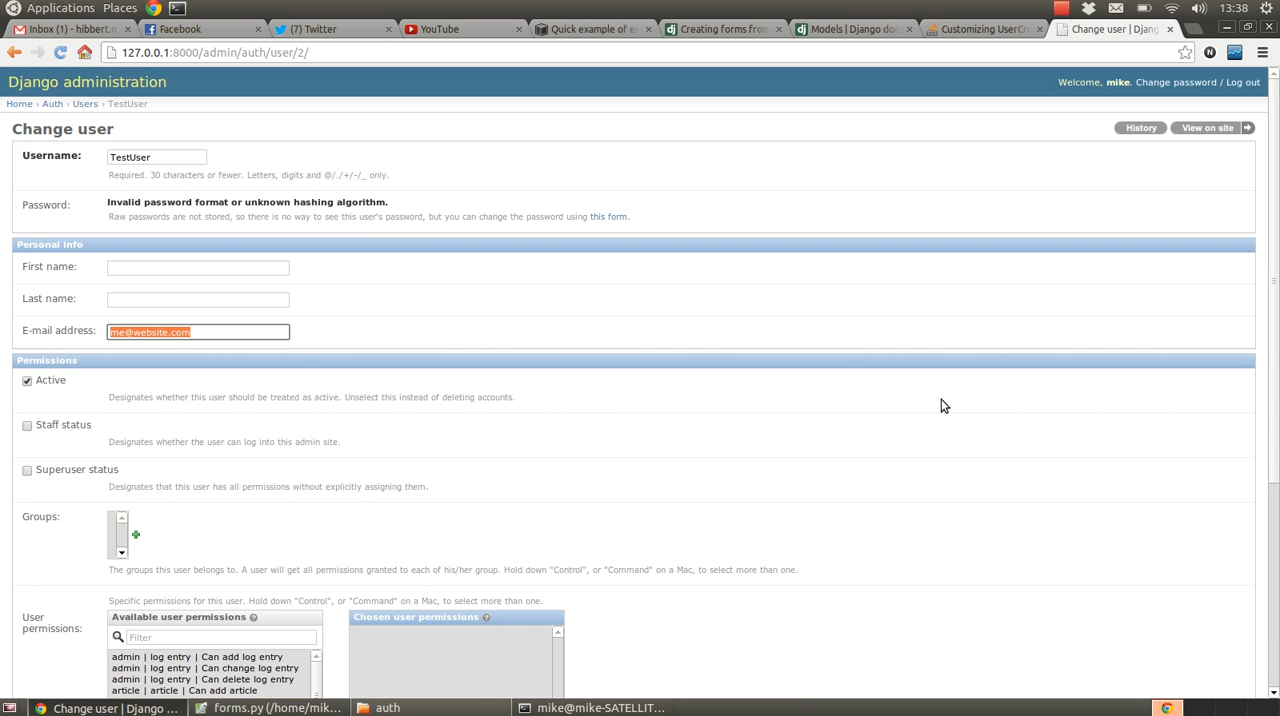 Applications Places 13:38
Inbox (1) - hibbert.m Facebook (7) Twitter YouTube Quick example of e Creating forms from Models | Django doc Customizing UserCr Change user | Djang
127.0.0.1:8000/admin/auth/user/2/
Django administration
Welcome, mike. Change password / Log out
Home › Auth › Users › TestUser
Change user
History View on site
Username: TestUser
Required. 30 characters or fewer. Letters, digits and @/./+/-/_ only.
Password: Invalid password format or unknown hashing algorithm.
Raw passwords are not stored, so there is no way to see this user's password, but you can change the password using this form.
Personal info
First name:
Last name:
E-mail address: me@website.com
Permissions
Active
Designates whether this user should be treated as active. Unselect this instead of deleting accounts.
Staff status
Designates whether the user can log into this admin site.
Superuser status
Designates that this user has all permissions without explicitly assigning them.
Groups:
The groups this user belongs to. A user will get all permissions granted to each of his/her group. Hold down "Control", or "Command" on a Mac, to select more than one.
Specific permissions for this user. Hold down "Control", or "Command" on a Mac, to select more than one.
User permissions:
Available user permissions
Chosen user permissions
Filter
admin | log entry | Can add log entry
admin | log entry | Can change log entry
admin | log entry | Can delete log entry
article | article | Can add article
Change user | Django ... forms.py (/home/mik... auth mike@mike-SATELLIT...